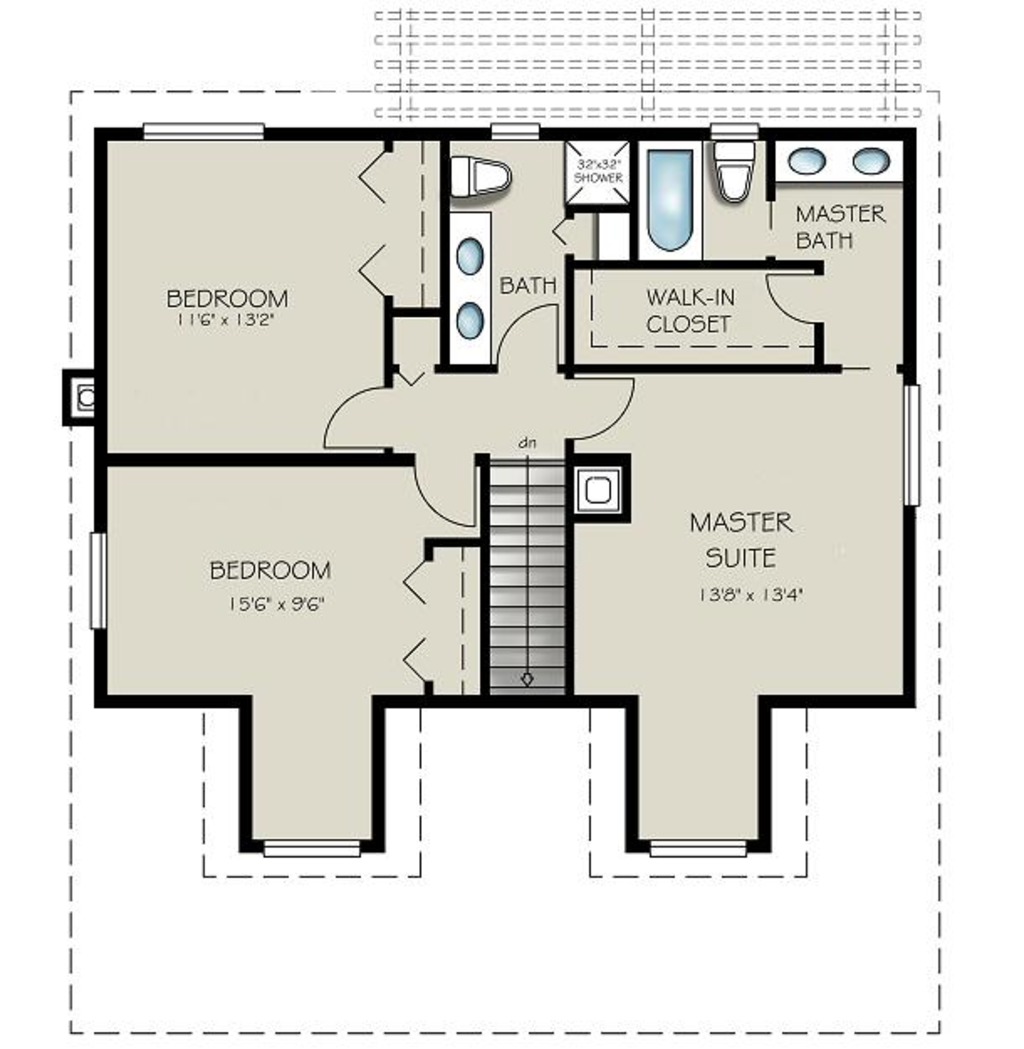 32"x32"
SHOWER
MASTER
BATH
BATH
WALK-IN
CLOSET
BEDROOM
11'6" x 13'2"
dn
MASTER
SUITE
13'8" x 13'4"
BEDROOM
15'6" x 9'6"